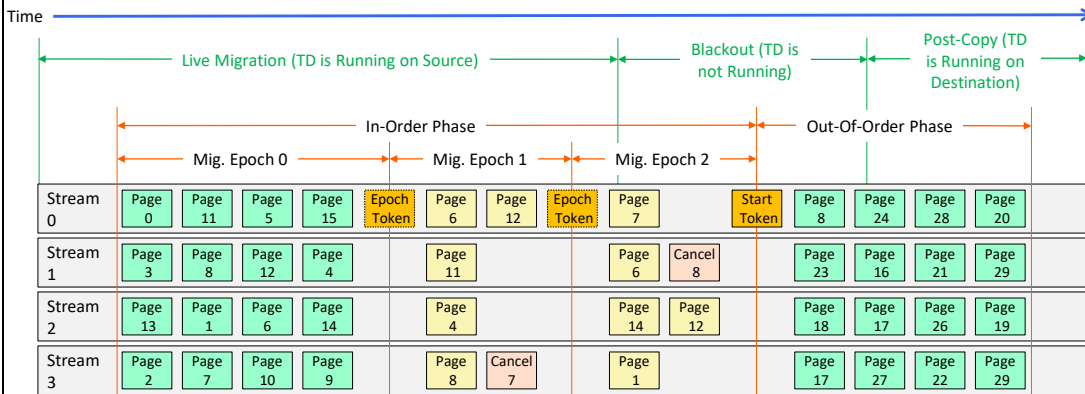 Time
Live Migration (TD is Running on Source)
Blackout (TD is
not Running)
Post-Copy (TD
is Running on
Destination)
In-Order Phase
Out-Of-Order Phase
Mig. Epoch 0
Mig. Epoch 1
Mig. Epoch 2
Stream
0
Page
0
Page
11
Page
5
Page
15
Epoch
Token
Page
6
Page
12
Epoch
Token
Page
7
Start
Token
Page
8
Page
24
Page
28
Page
20
Stream
1
Page
3
Page
8
Page
12
Page
4
Page
11
Page
6
Cancel
8
Page
23
Page
16
Page
21
Page
29
Stream
2
Page
13
Page
1
Page
6
Page
14
Page
4
Page
14
Page
12
Page
18
Page
17
Page
26
Page
19
Stream
3
Page
2
Page
7
Page
10
Page
9
Page
8
Cancel
7
Page
1
Page
17
Page
27
Page
22
Page
29